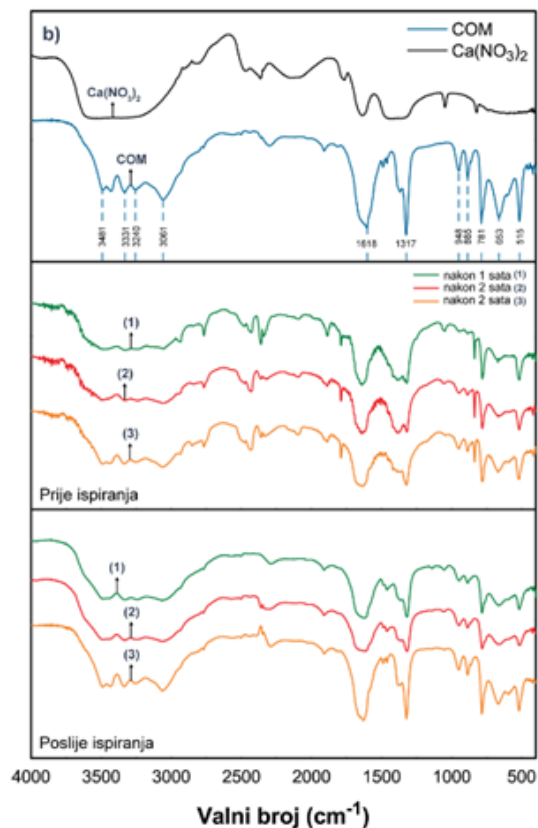 b)
COM
Ca(NO₃)₂
Ca(NO₃)₂
COM
3481
3331
3240
3061
1618
1317
948
885
781
653
515
nakon 1 sata (1)
nakon 2 sata (2)
nakon 2 sata (3)
(1)
(2)
(3)
Prije ispiranja
(1)
(2)
(3)
Poslije ispiranja
4000 3500 3000 2500 2000 1500 1000 500
Valni broj (cm⁻¹)